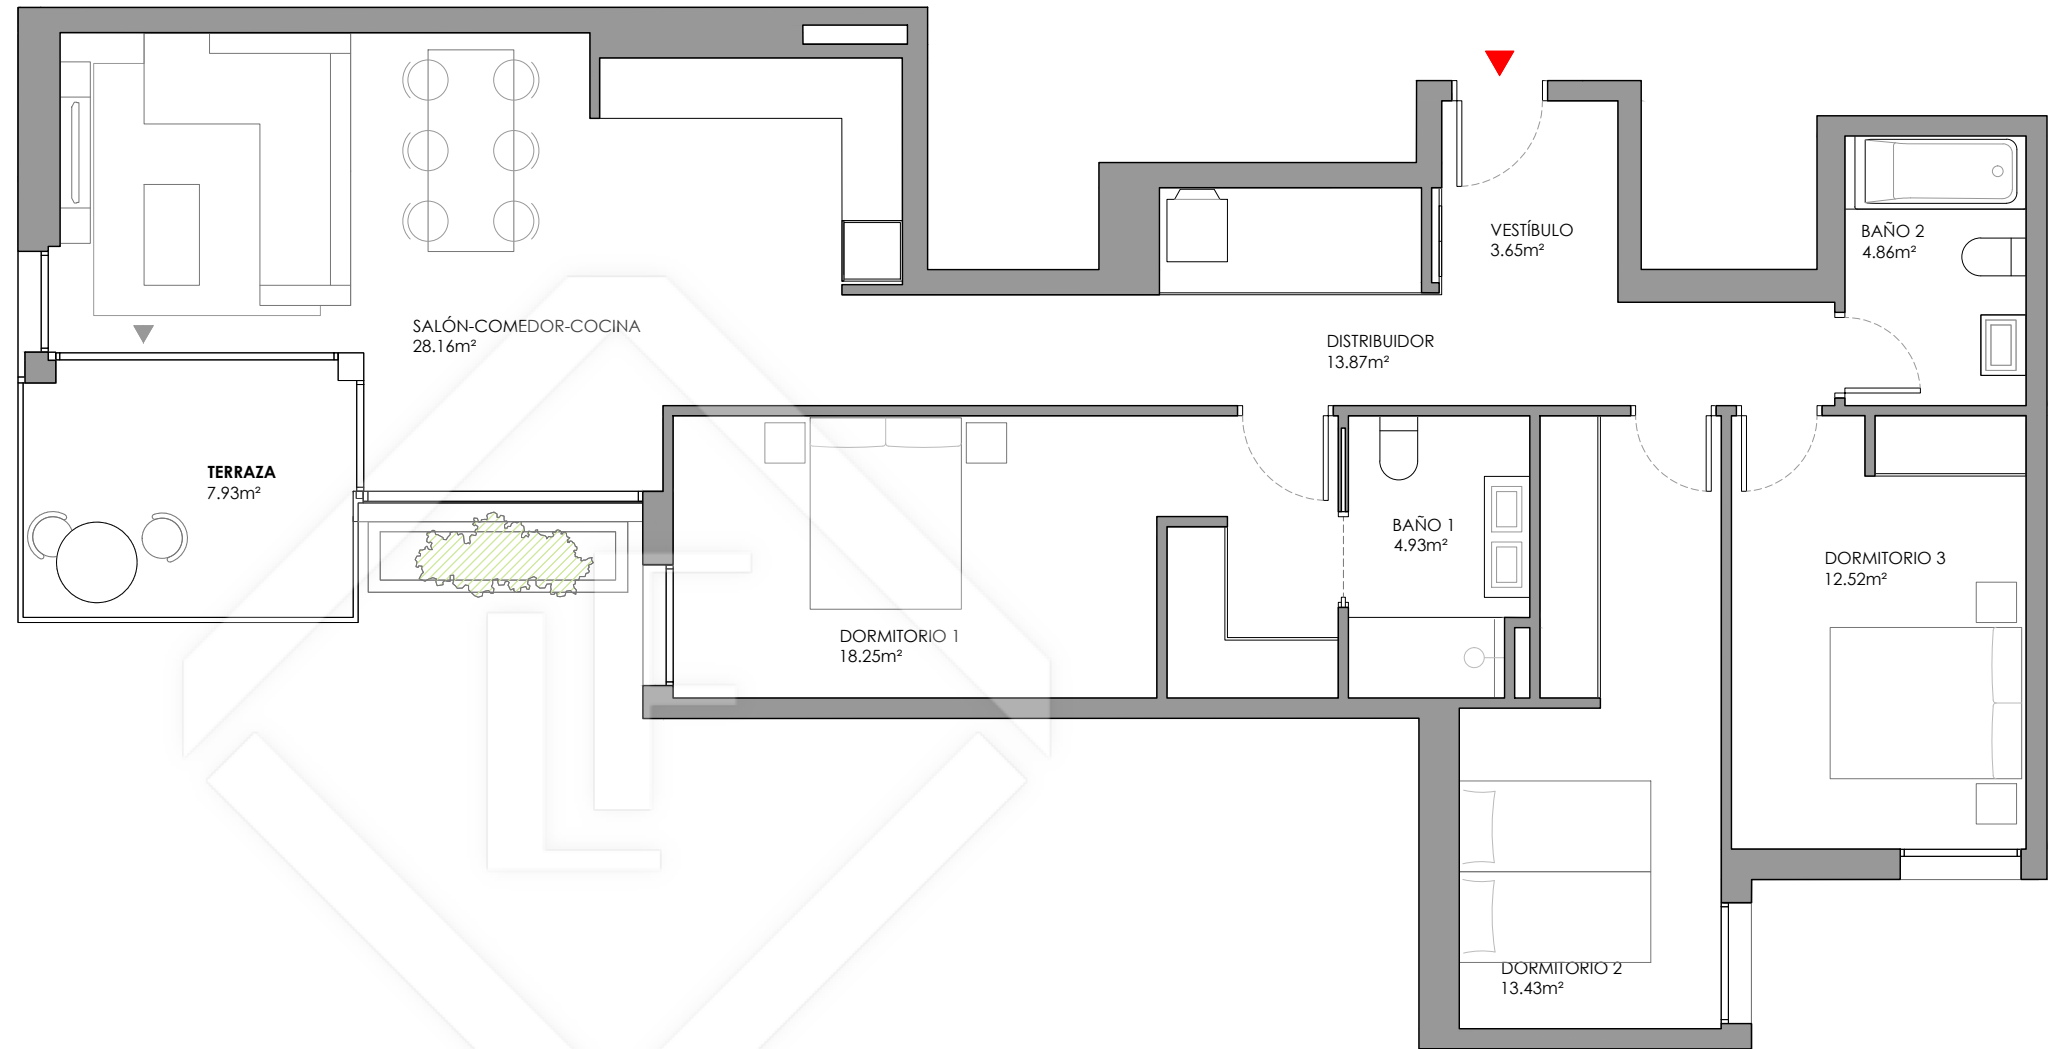 VESTÍBULO
3.65m²
BAÑO 2
4.86m²
SALÓN-COMEDOR-COCINA
28.16m²
DISTRIBUIDOR
13.87m²
TERRAZA
7.93m²
BAÑO 1
4.93m²
DORMITORIO 3
12.52m²
DORMITORIO 1
18.25m²
DORMITORIO 2
13.43m²